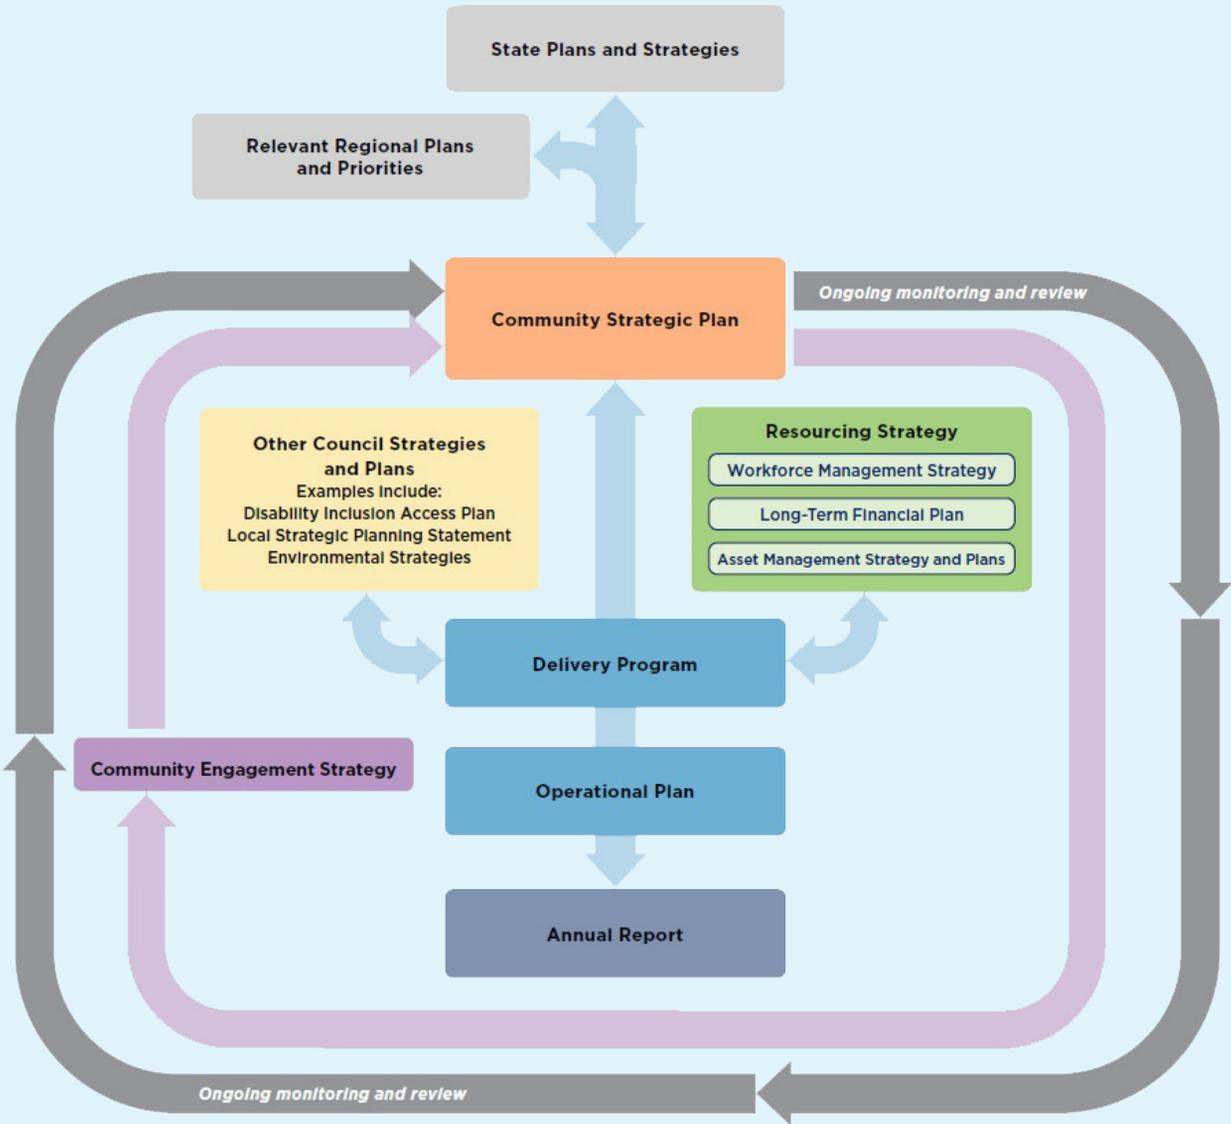 State Plans and Strategies
Relevant Regional Plans
and Priorities
Ongoing monitoring and review
Community Strategic Plan
Other Council Strategies
and Plans
Examples include:
Disability Inclusion Access Plan
Local Strategic Planning Statement
Environmental Strategies
Resourcing Strategy
Workforce Management Strategy
Long-Term Financial Plan
Asset Management Strategy and Plans
Delivery Program
Community Engagement Strategy
Operational Plan
Annual Report
Ongoing monitoring and review